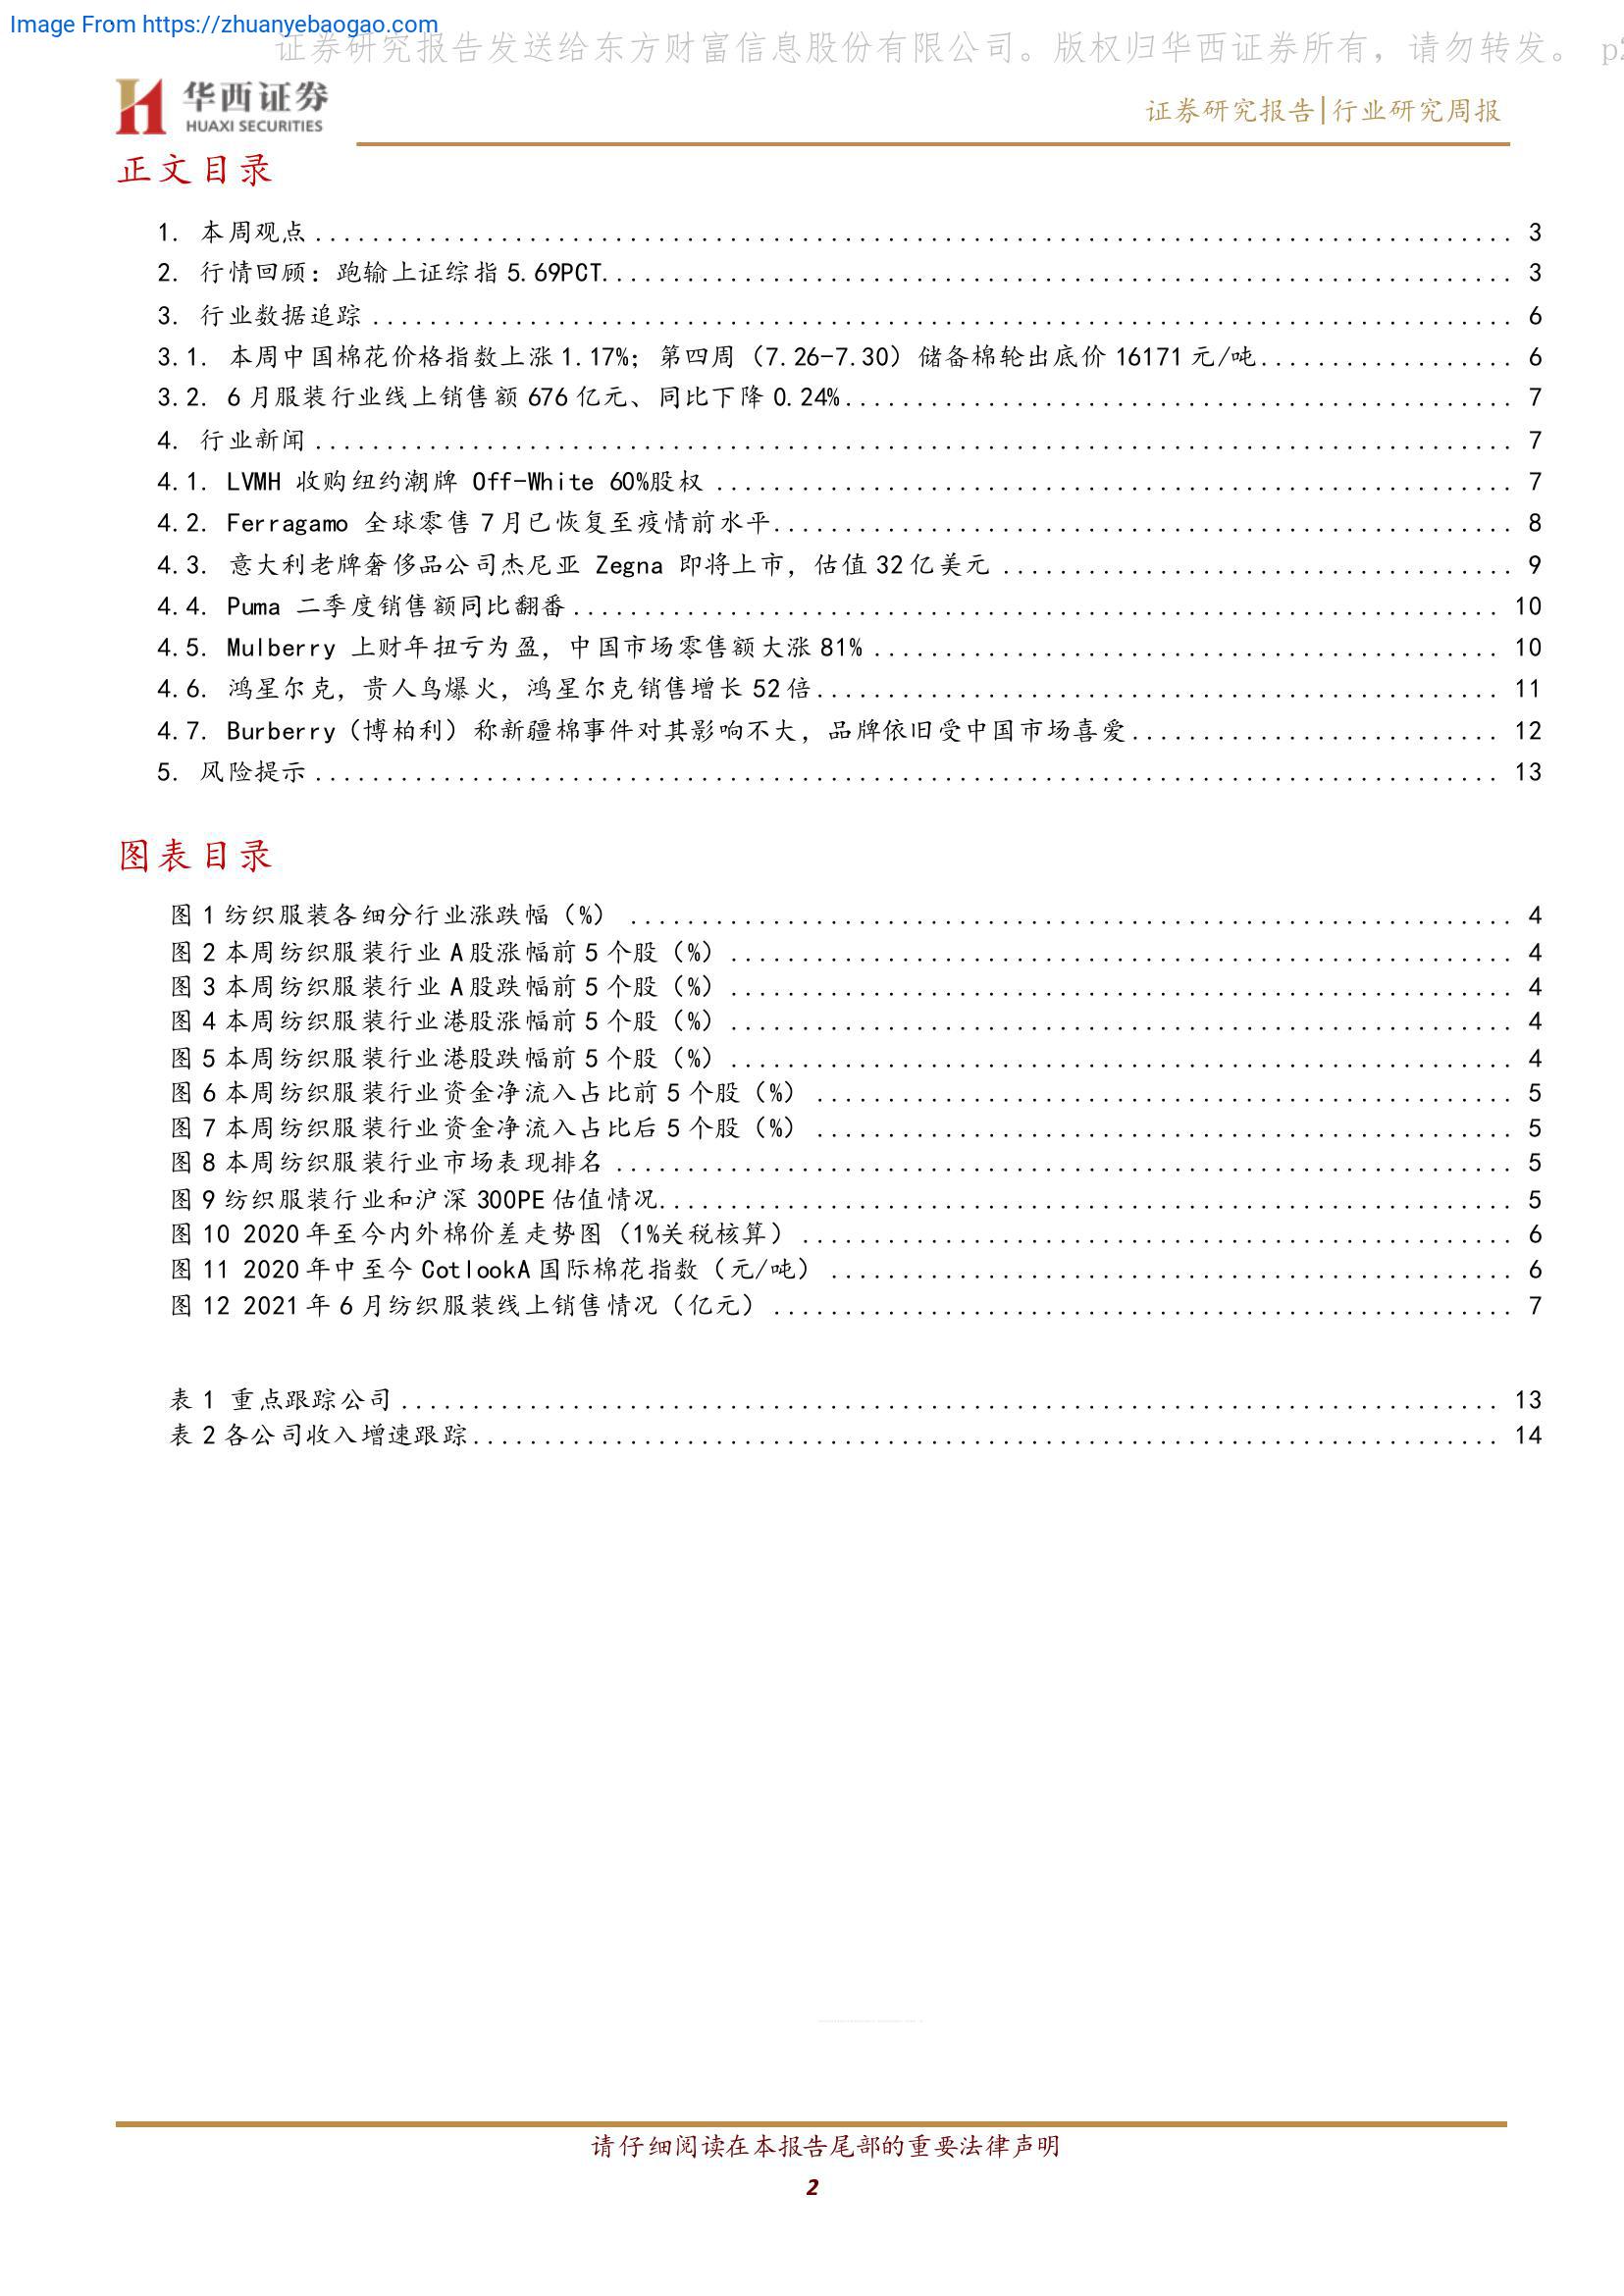 Image From https://zhuanyebaogao.com
证券研究报告发送给东方财富信息股份有限公司。版权归华西证券所有，请勿转发。 p2
华西证券
HUAXI SECURITIES
证券研究报告|行业研究周报
正文目录
1. 本周观点 ........ 3
2. 行情回顾：跑输上证综指 5.69PCT ........ 3
3. 行业数据追踪 ........ 6
3.1. 本周中国棉花价格指数上涨 1.17%；第四周（7.26-7.30）储备棉轮出底价 16171 元/吨 ........ 6
3.2. 6 月服装行业线上销售额 676 亿元、同比下降 0.24% ........ 7
4. 行业新闻 ........ 7
4.1. LVMH 收购纽约潮牌 Off-White 60%股权 ........ 7
4.2. Ferragamo 全球零售 7 月已恢复至疫情前水平 ........ 8
4.3. 意大利老牌奢侈品公司杰尼亚 Zegna 即将上市，估值 32 亿美元 ........ 9
4.4. Puma 二季度销售额同比翻番 ........ 10
4.5. Mulberry 上财年扭亏为盈，中国市场零售额大涨 81% ........ 10
4.6. 鸿星尔克，贵人鸟爆火，鸿星尔克销售增长 52 倍 ........ 11
4.7. Burberry（博柏利）称新疆棉事件对其影响不大，品牌依旧受中国市场喜爱 ........ 12
5. 风险提示 ........ 13
图表目录
图 1 纺织服装各细分行业涨跌幅（%） ........ 4
图 2 本周纺织服装行业 A 股涨幅前 5 个股（%） ........ 4
图 3 本周纺织服装行业 A 股跌幅前 5 个股（%） ........ 4
图 4 本周纺织服装行业港股涨幅前 5 个股（%） ........ 4
图 5 本周纺织服装行业港股跌幅前 5 个股（%） ........ 4
图 6 本周纺织服装行业资金净流入占比前 5 个股（%） ........ 5
图 7 本周纺织服装行业资金净流入占比后 5 个股（%） ........ 5
图 8 本周纺织服装行业市场表现排名 ........ 5
图 9 纺织服装行业和沪深 300PE 估值情况 ........ 5
图 10 2020 年至今内外棉价差走势图（1%关税核算） ........ 6
图 11 2020 年中至今 CotlookA 国际棉花指数（元/吨） ........ 6
图 12 2021 年 6 月纺织服装线上销售情况（亿元） ........ 7
表 1 重点跟踪公司 ........ 13
表 2 各公司收入增速跟踪 ........ 14
请仔细阅读在本报告尾部的重要法律声明
2